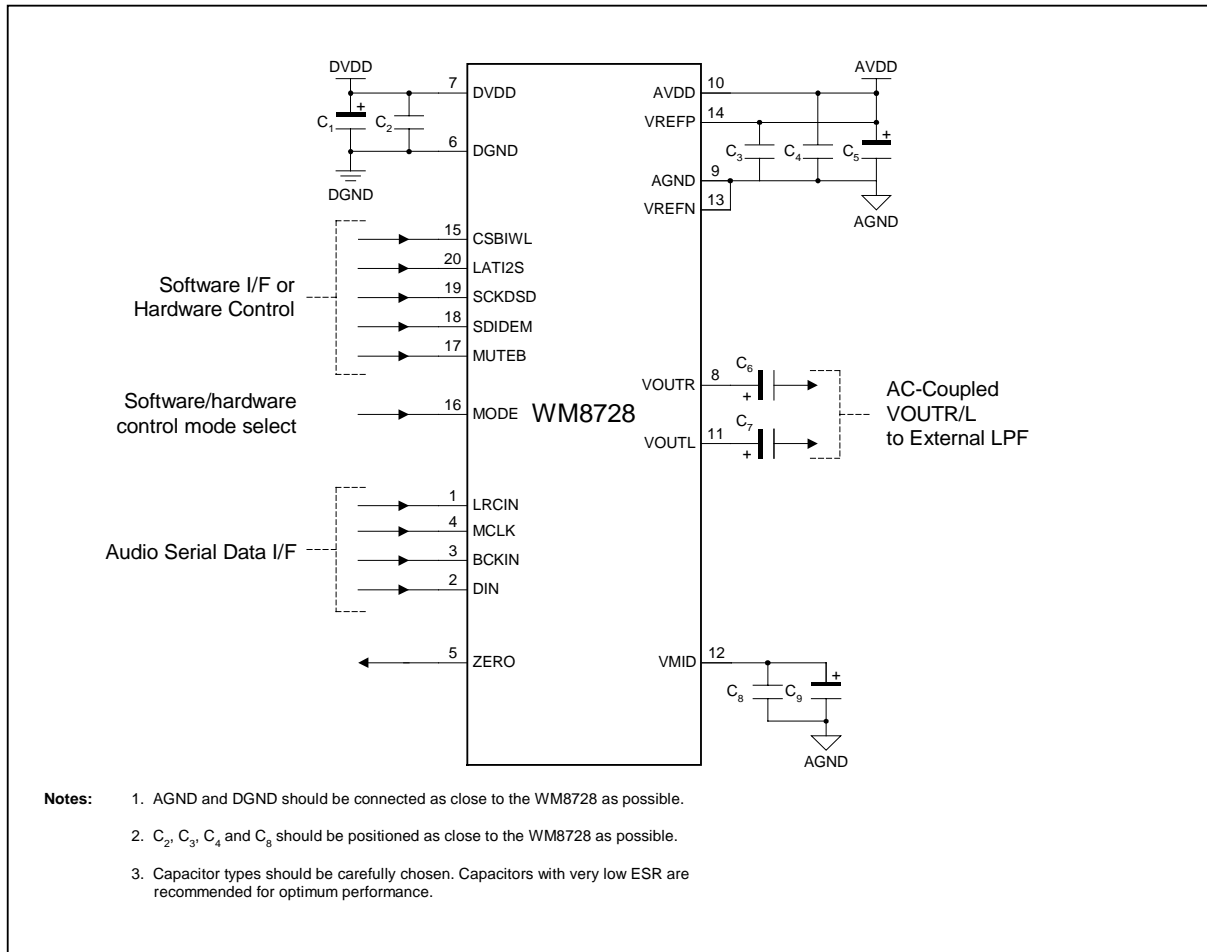 DVDD
AVDD
7
DVDD
AVDD
10
+
C1
C2
VREFP
14
+
C3
C4
C5
6
DGND
AGND
9
DGND
VREFN
13
AGND
15
CSBIWL
20
LATI2S
Software I/F or
Hardware Control
19
SCKDSD
18
SDIDEM
17
MUTEB
C6
VOUTR
8
+
AC-Coupled
VOUTR/L
to External LPF
Software/hardware
control mode select
16
MODE
WM8728
C7
VOUTL
11
+
1
LRCIN
4
MCLK
Audio Serial Data I/F
3
BCKIN
2
DIN
5
ZERO
VMID
12
+
C8
C9
AGND
Notes: 1. AGND and DGND should be connected as close to the WM8728 as possible.
2. C2, C3, C4 and C8 should be positioned as close to the WM8728 as possible.
3. Capacitor types should be carefully chosen. Capacitors with very low ESR are
recommended for optimum performance.